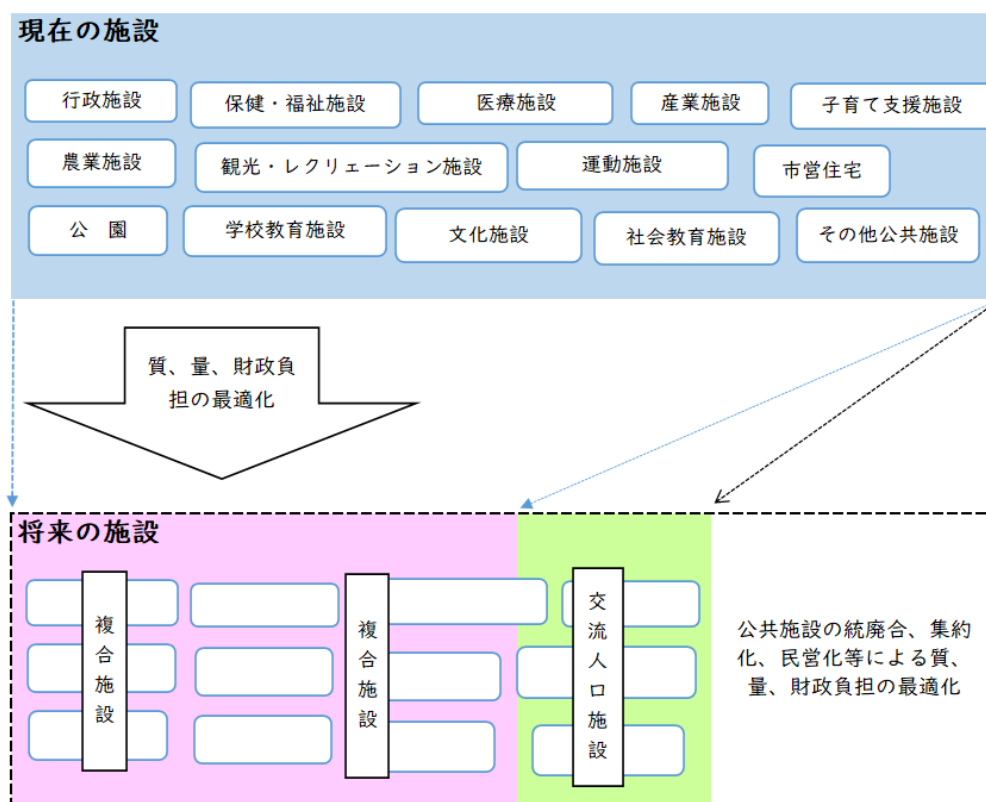 現在の施設
行政施設
保健・福祉施設
医療施設
産業施設
子育て支援施設
農業施設
観光・レクリェーション施設
運動施設
市営住宅
公　園
学校教育施設
文化施設
社会教育施設
その他公共施設
質、量、財政負
担の最適化
将来の施設
複合施設
複合施設
交流人口施設
公共施設の統廃合、集約
化、民営化等による質、
量、財政負担の最適化